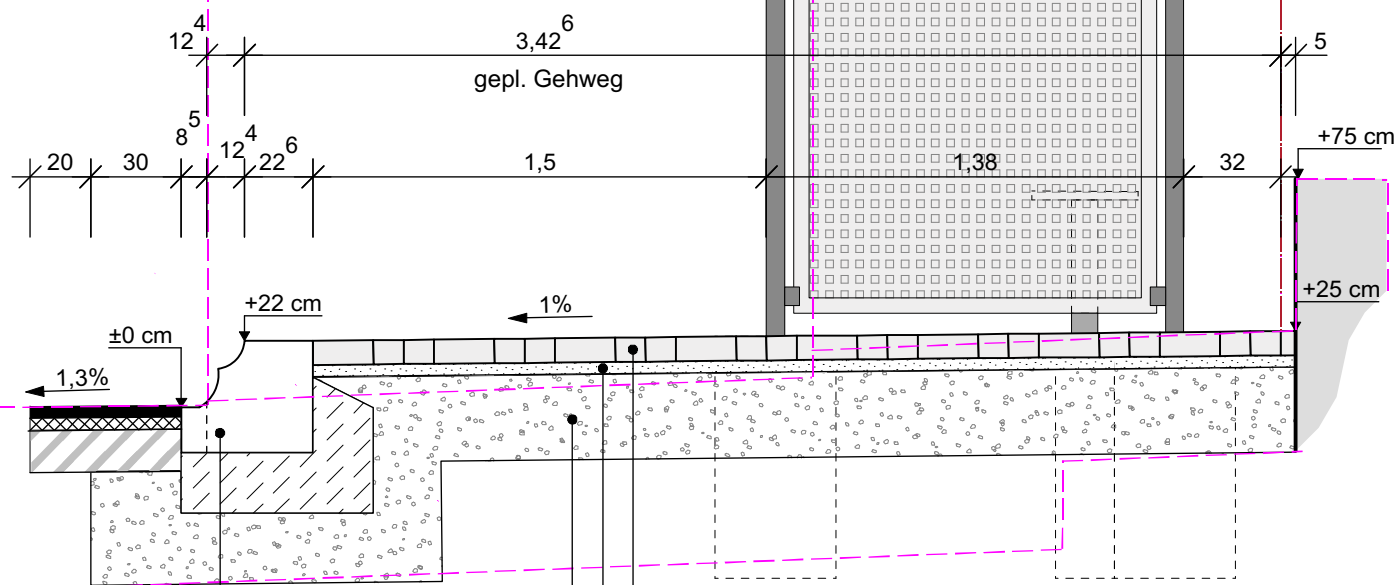 12⁴ 3,42⁶ 5
gepl. Gehweg
20 30 8⁵ 12⁴ 22⁶ 1,5 1,38 32
+75 cm
+22 cm 1% +25 cm
±0 cm
1,3%